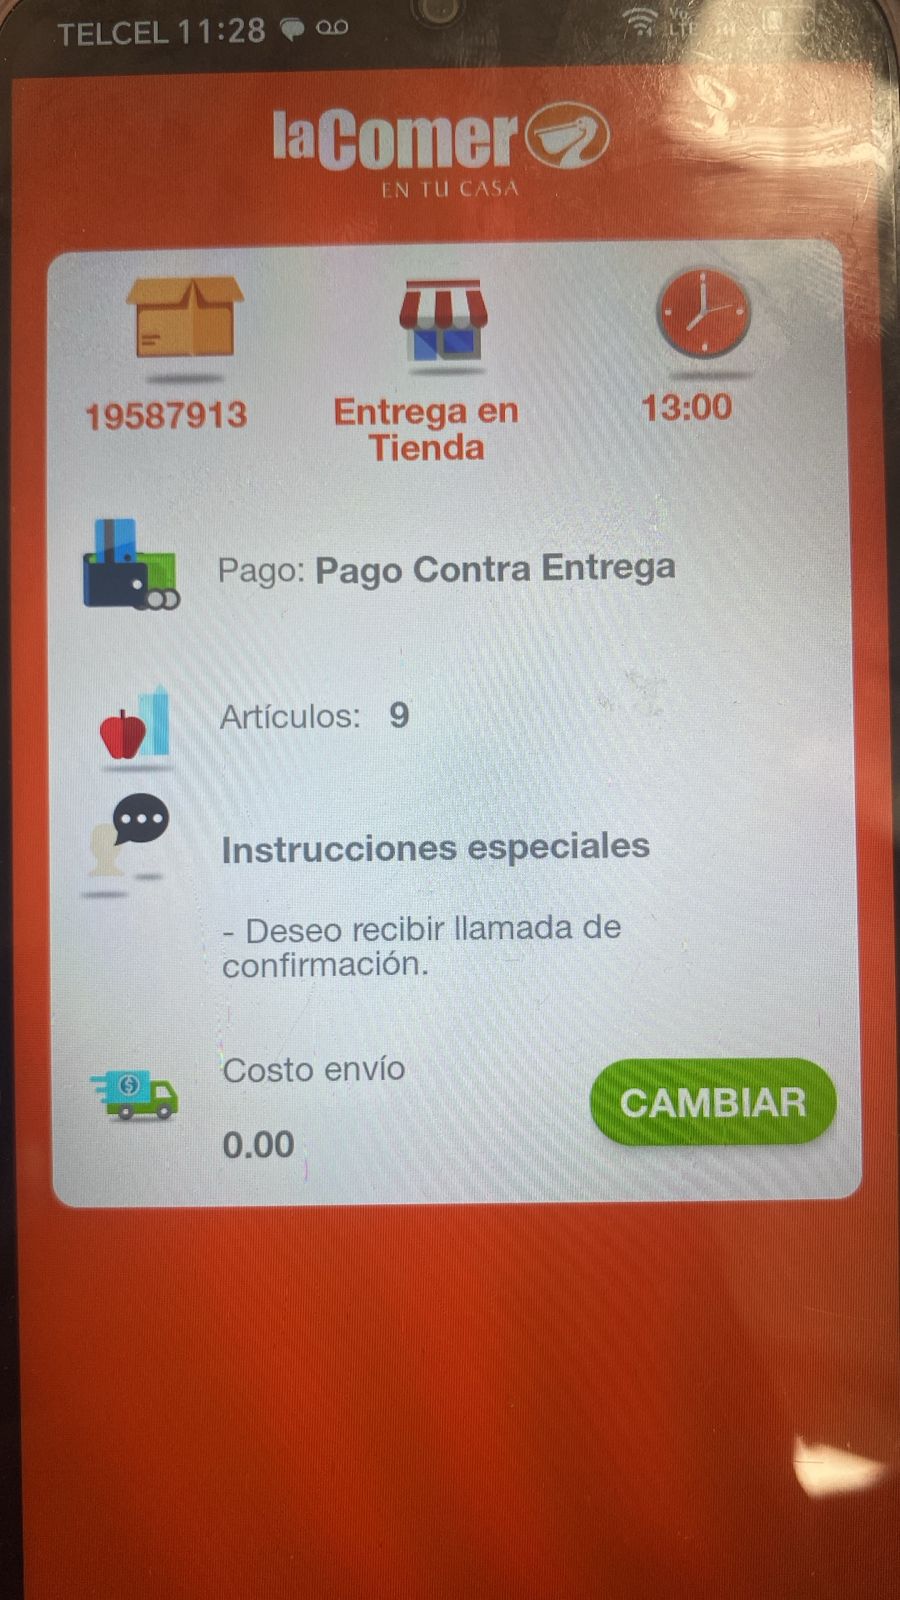 TELCEL 11:28
laComer
EN TU CASA
19587913
Entrega en
Tienda
13:00
Pago: Pago Contra Entrega
Artículos: 9
Instrucciones especiales
- Deseo recibir llamada de
confirmación.
Costo envío
CAMBIAR
0.00